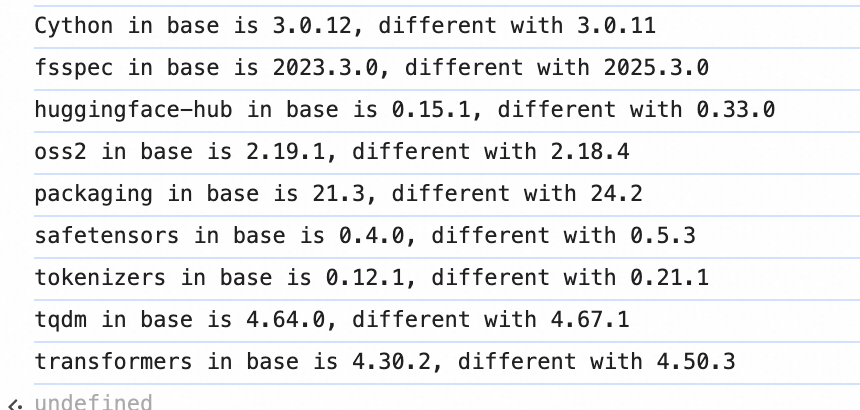 Cython in base is 3.0.12, different with 3.0.11
fsspec in base is 2023.3.0, different with 2025.3.0
huggingface-hub in base is 0.15.1, different with 0.33.0
oss2 in base is 2.19.1, different with 2.18.4
packaging in base is 21.3, different with 24.2
safetensors in base is 0.4.0, different with 0.5.3
tokenizers in base is 0.12.1, different with 0.21.1
tqdm in base is 4.64.0, different with 4.67.1
transformers in base is 4.30.2, different with 4.50.3
undefined